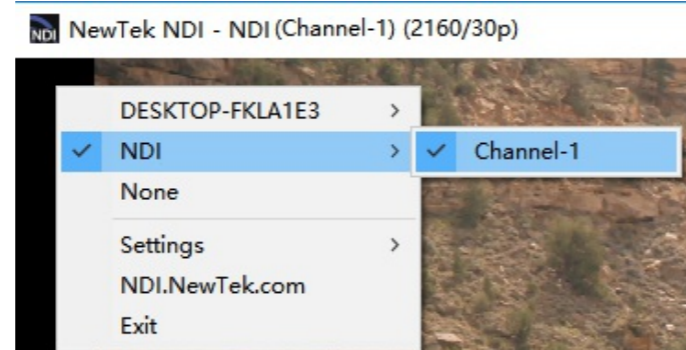 NDI NewTek NDI - NDI (Channel-1) (2160/30p)
DESKTOP-FKLA1E3 >
✓ NDI > ✓ Channel-1
None
Settings >
NDI.NewTek.com
Exit